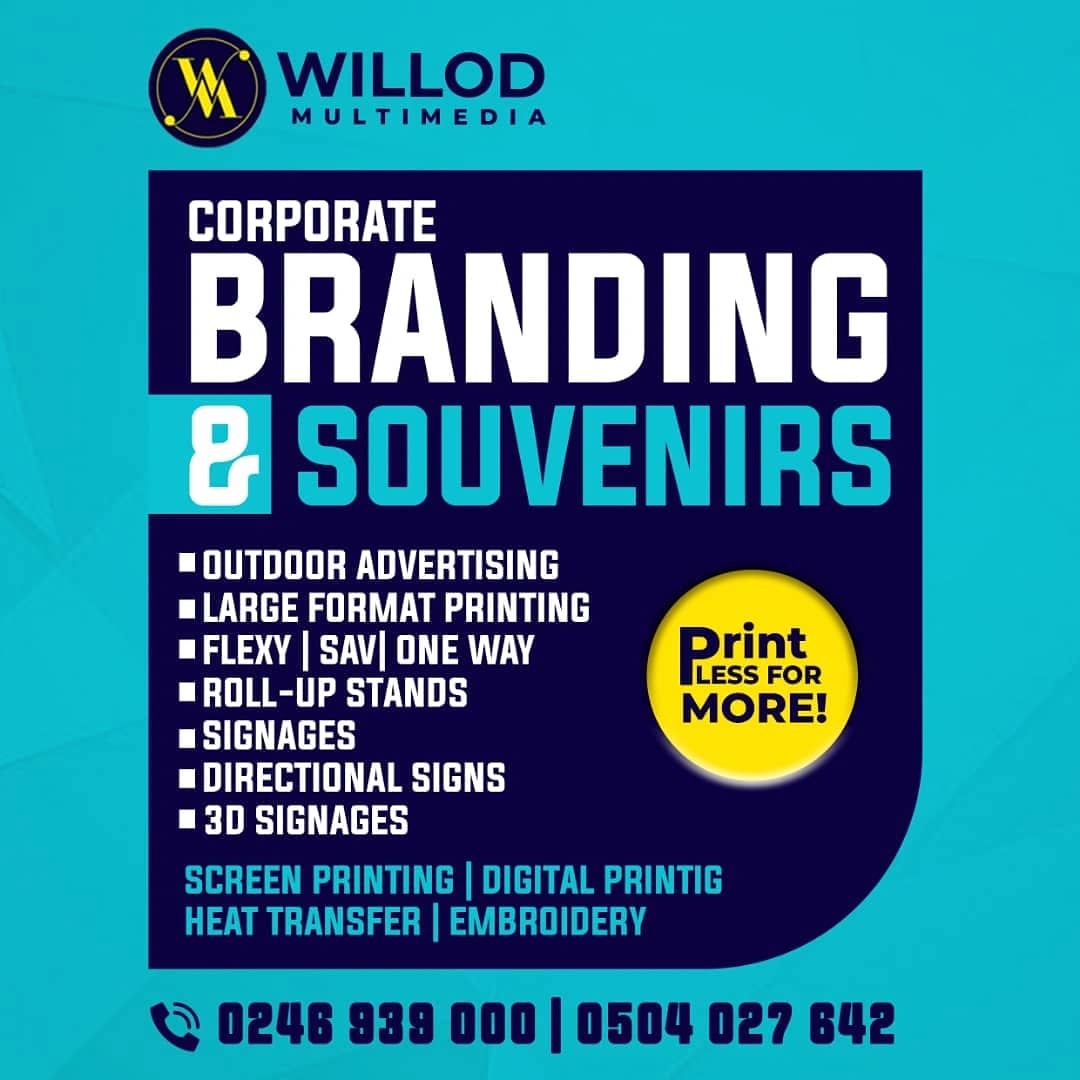 WILLOD
MULTIMEDIA
CORPORATE
BRANDING
& SOUVENIRS
OUTDOOR ADVERTISING
LARGE FORMAT PRINTING
FLEXY | SAV| ONE WAY
ROLL-UP STANDS
SIGNAGES
DIRECTIONAL SIGNS
3D SIGNAGES
Print
LESS FOR
MORE!
SCREEN PRINTING | DIGITAL PRINTIG
HEAT TRANSFER | EMBROIDERY
0246 939 000 | 0504 027 642